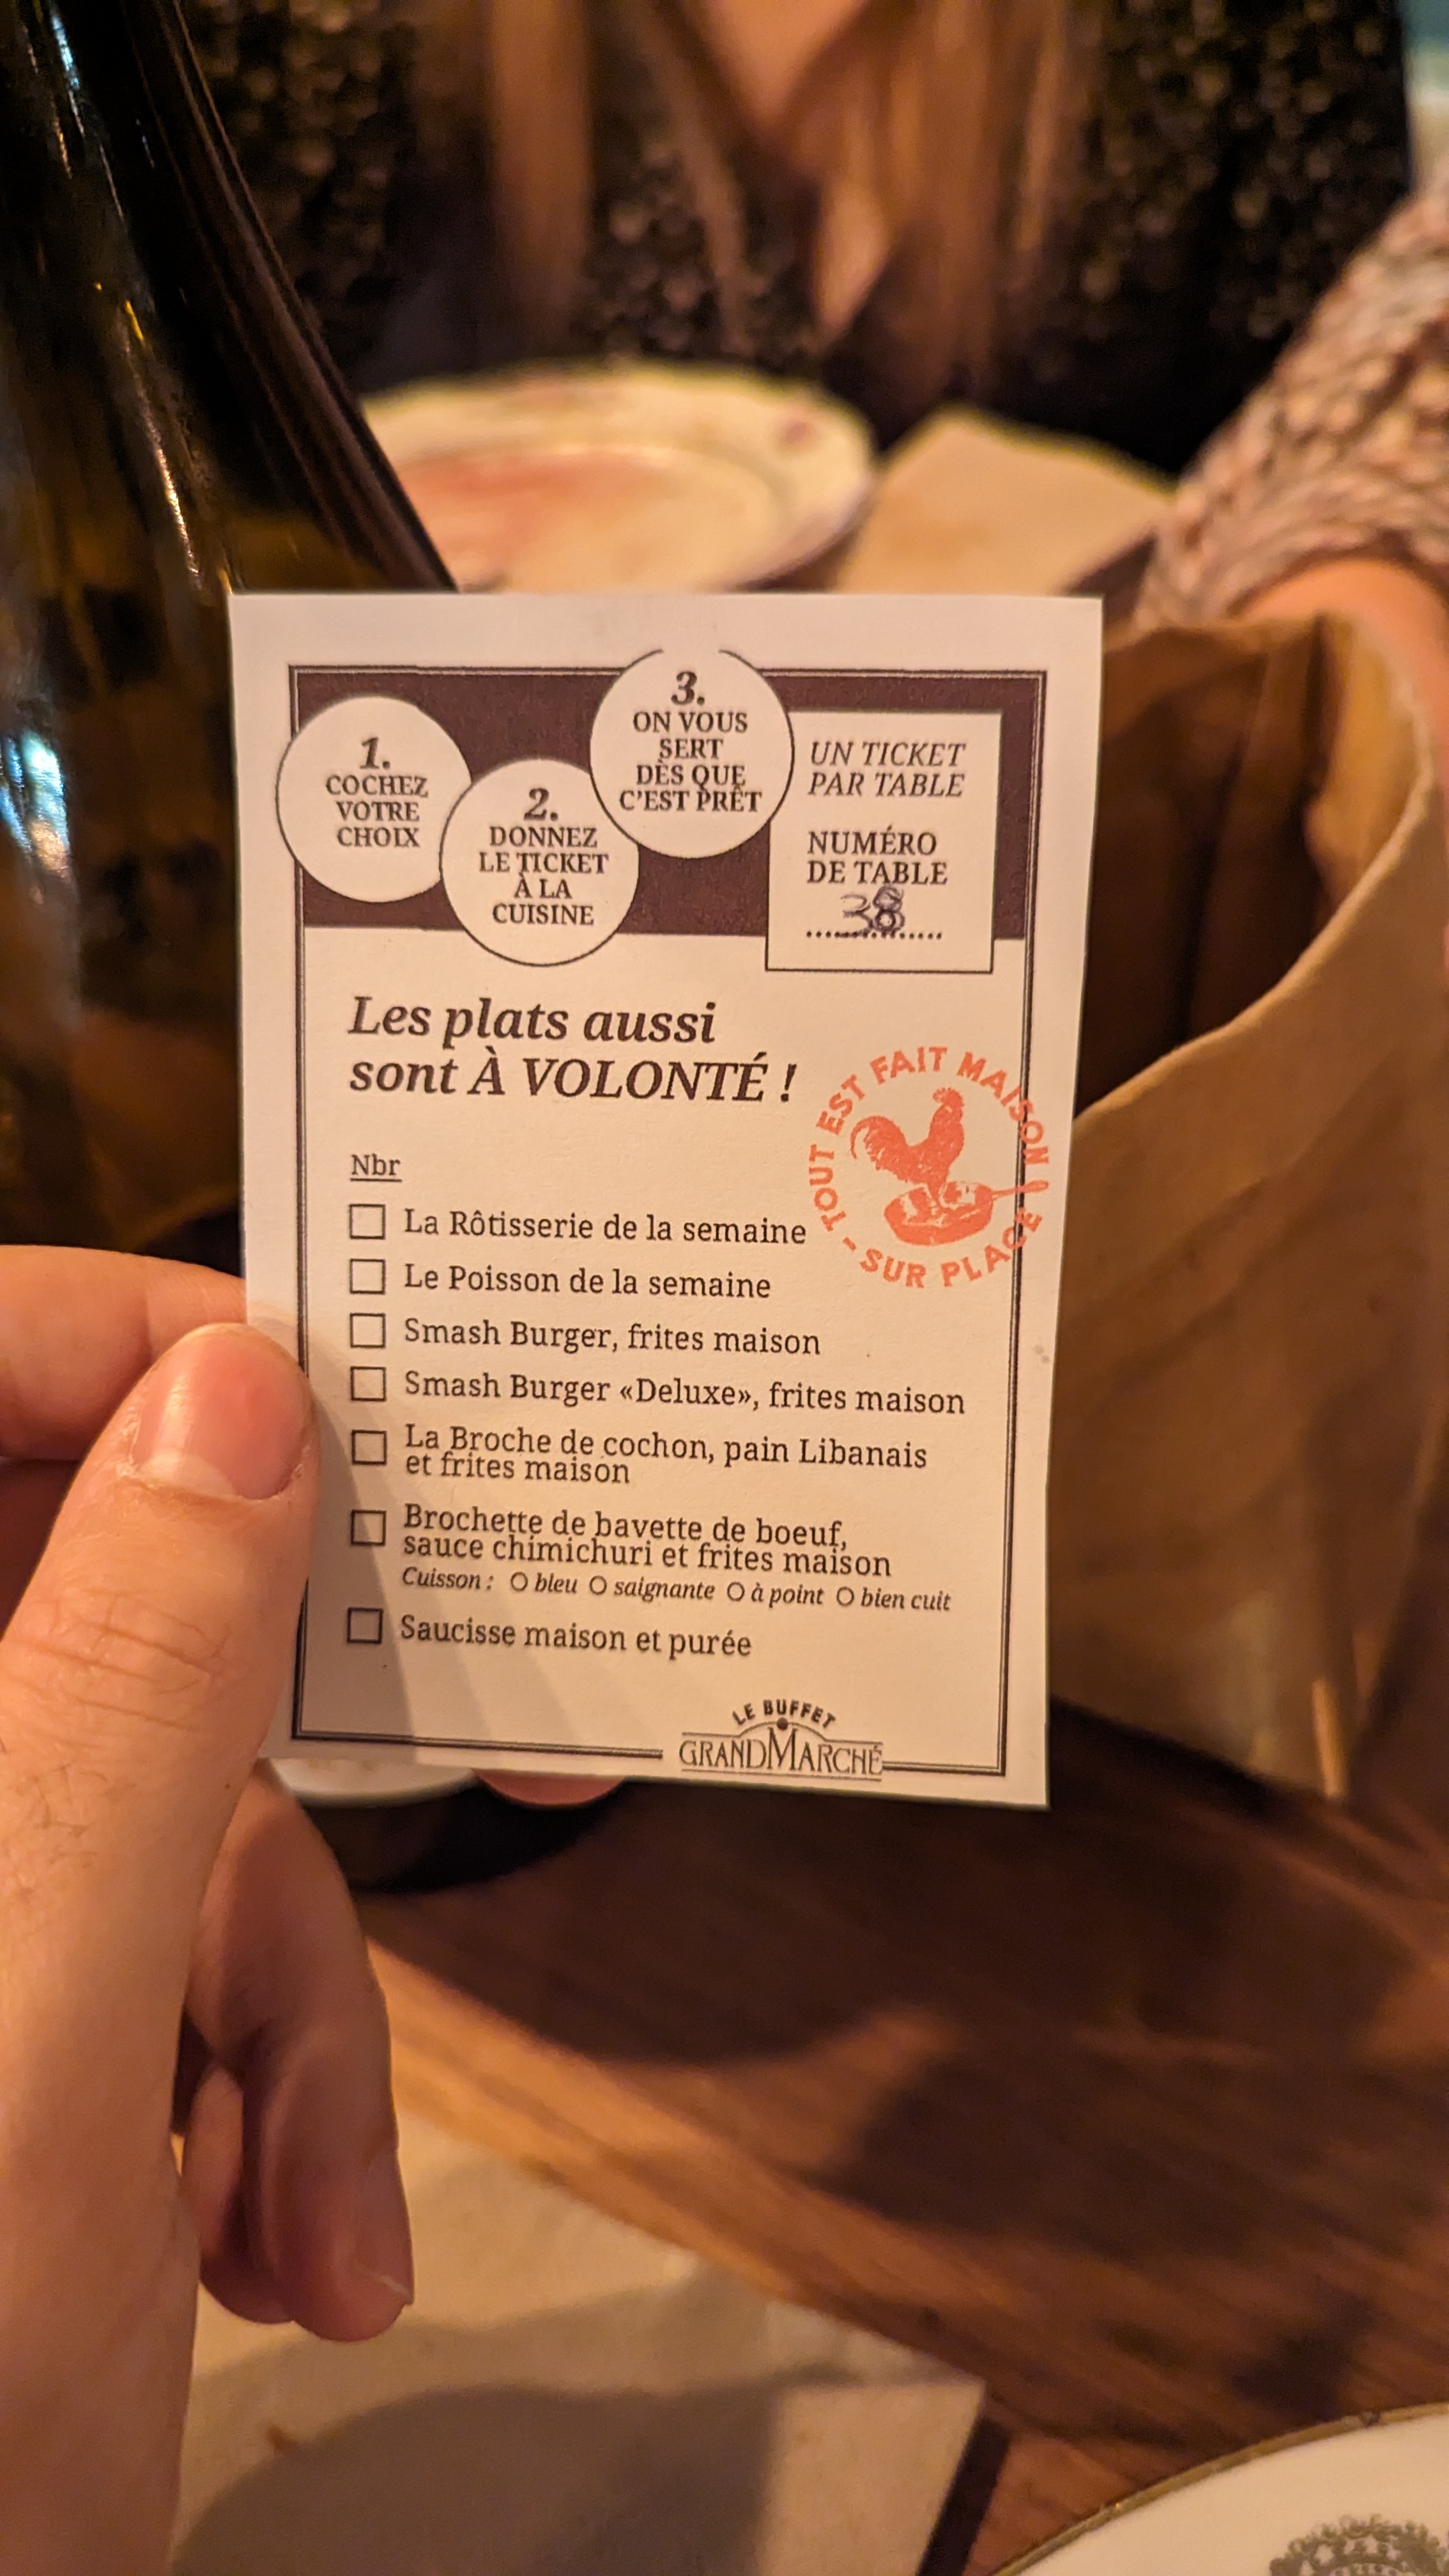 1.
COCHEZ
VOTRE
CHOIX
2.
DONNEZ
LE TICKET
À LA
CUISINE
3.
ON VOUS
SERT
DÈS QUE
C'EST PRÊT
UN TICKET
PAR TABLE
NUMÉRO
DE TABLE
38
Les plats aussi
sont À VOLONTÉ !
TOUT EST FAIT MAISON - SUR PLACE
Nbr
La Rôtisserie de la semaine
Le Poisson de la semaine
Smash Burger, frites maison
Smash Burger «Deluxe», frites maison
La Broche de cochon, pain Libanais
et frites maison
Brochette de bavette de boeuf,
sauce chimichuri et frites maison
Cuisson : O bleu O saignante O à point O bien cuit
Saucisse maison et purée
LE BUFFET
GRAND MARCHÉ